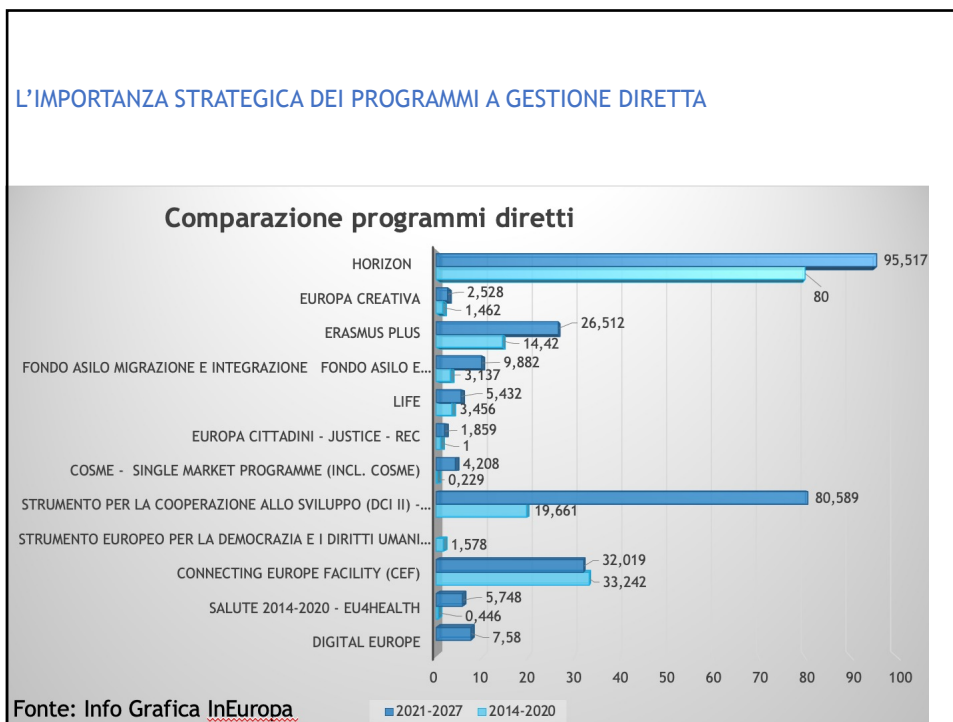 L'IMPORTANZA STRATEGICA DEI PROGRAMMI A GESTIONE DIRETTA
Comparazione programmi diretti
HORIZON
95,517
80
EUROPA CREATIVA
2,528
1,462
ERASMUS PLUS
26,512
14,42
FONDO ASILO MIGRAZIONE E INTEGRAZIONE FONDO ASILO E...
9,882
3,137
LIFE
5,432
3,456
EUROPA CITTADINI - JUSTICE - REC
1,859
1
COSME - SINGLE MARKET PROGRAMME (INCL. COSME)
4,208
0,229
STRUMENTO PER LA COOPERAZIONE ALLO SVILUPPO (DCI II) -...
80,589
19,661
STRUMENTO EUROPEO PER LA DEMOCRAZIA E I DIRITTI UMANI...
1,578
CONNECTING EUROPE FACILITY (CEF)
32,019
33,242
SALUTE 2014-2020 - EU4HEALTH
5,748
0,446
DIGITAL EUROPE
7,58
0 10 20 30 40 50 60 70 80 90 100
Fonte: Info Grafica InEuropa
2021-2027 2014-2020